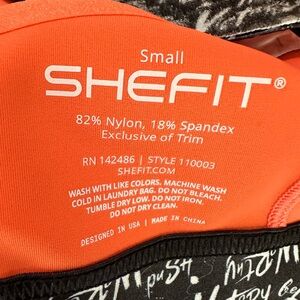 Small
SHEFIT®
82% Nylon, 18% Spandex
Exclusive of Trim
RN 142486 | STYLE 110003
SHEFIT.COM
WASH WITH LIKE COLORS. MACHINE WASH
COLD IN LAUNDRY BAG. DO NOT BLEACH.
TUMBLE DRY LOW. DO NOT IRON.
DO NOT DRY CLEAN.
DESIGNED IN USA | MADE IN CHINA